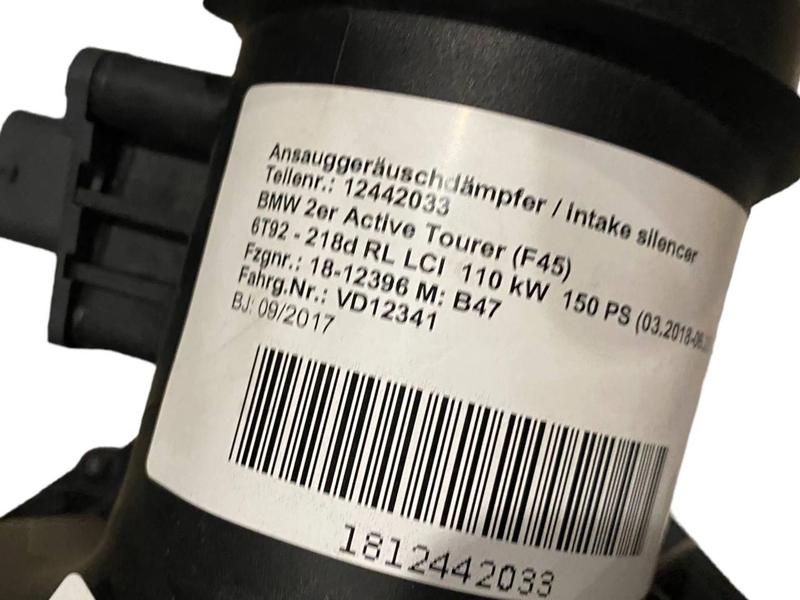 Ansauggeräuschdämpfer / Intake silencer
Teilenr.: 12442033
BMW 2er Active Tourer (F45)
6T92 - 218d RL LCI 110 kW 150 PS (03.2018-06.
Fzgnr.: 18-12396 M: B47
Fahrg.Nr.: VD12341
BJ: 09/2017
1812442033